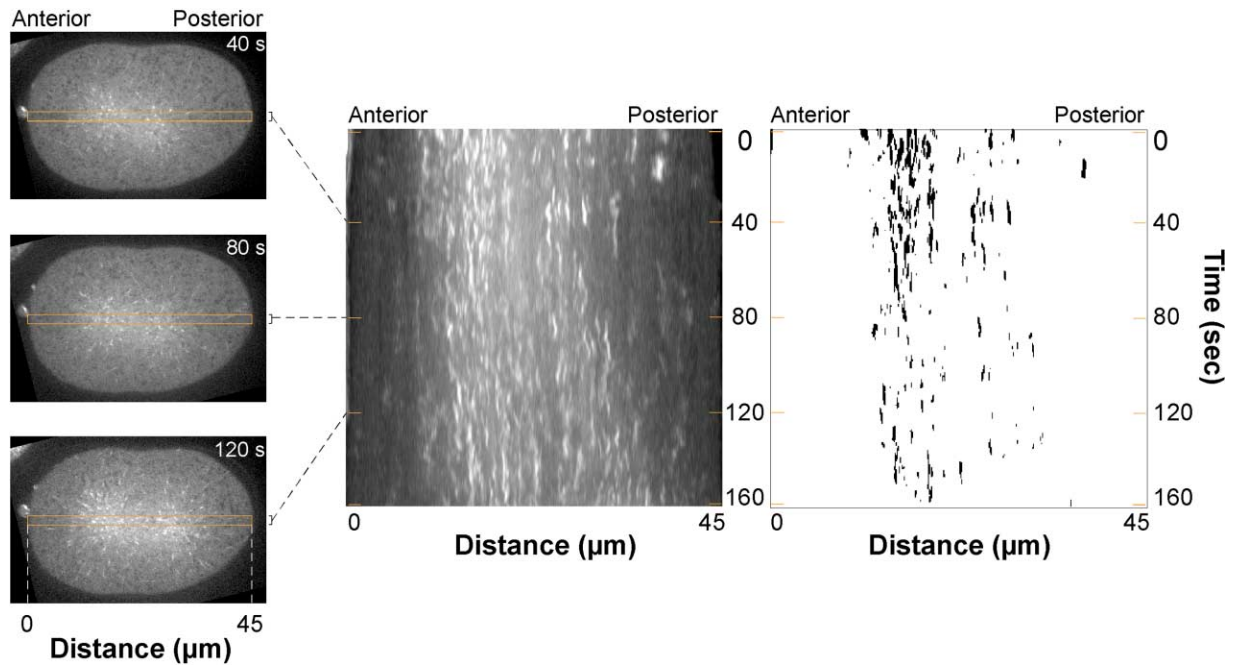 Anterior Posterior
40 s
80 s
120 s
0 45
Distance (µm)
Anterior Posterior
0
40
80
120
160
0 45
Distance (µm)
Anterior Posterior
0
40
80
120
160
Time (sec)
0 45
Distance (µm)